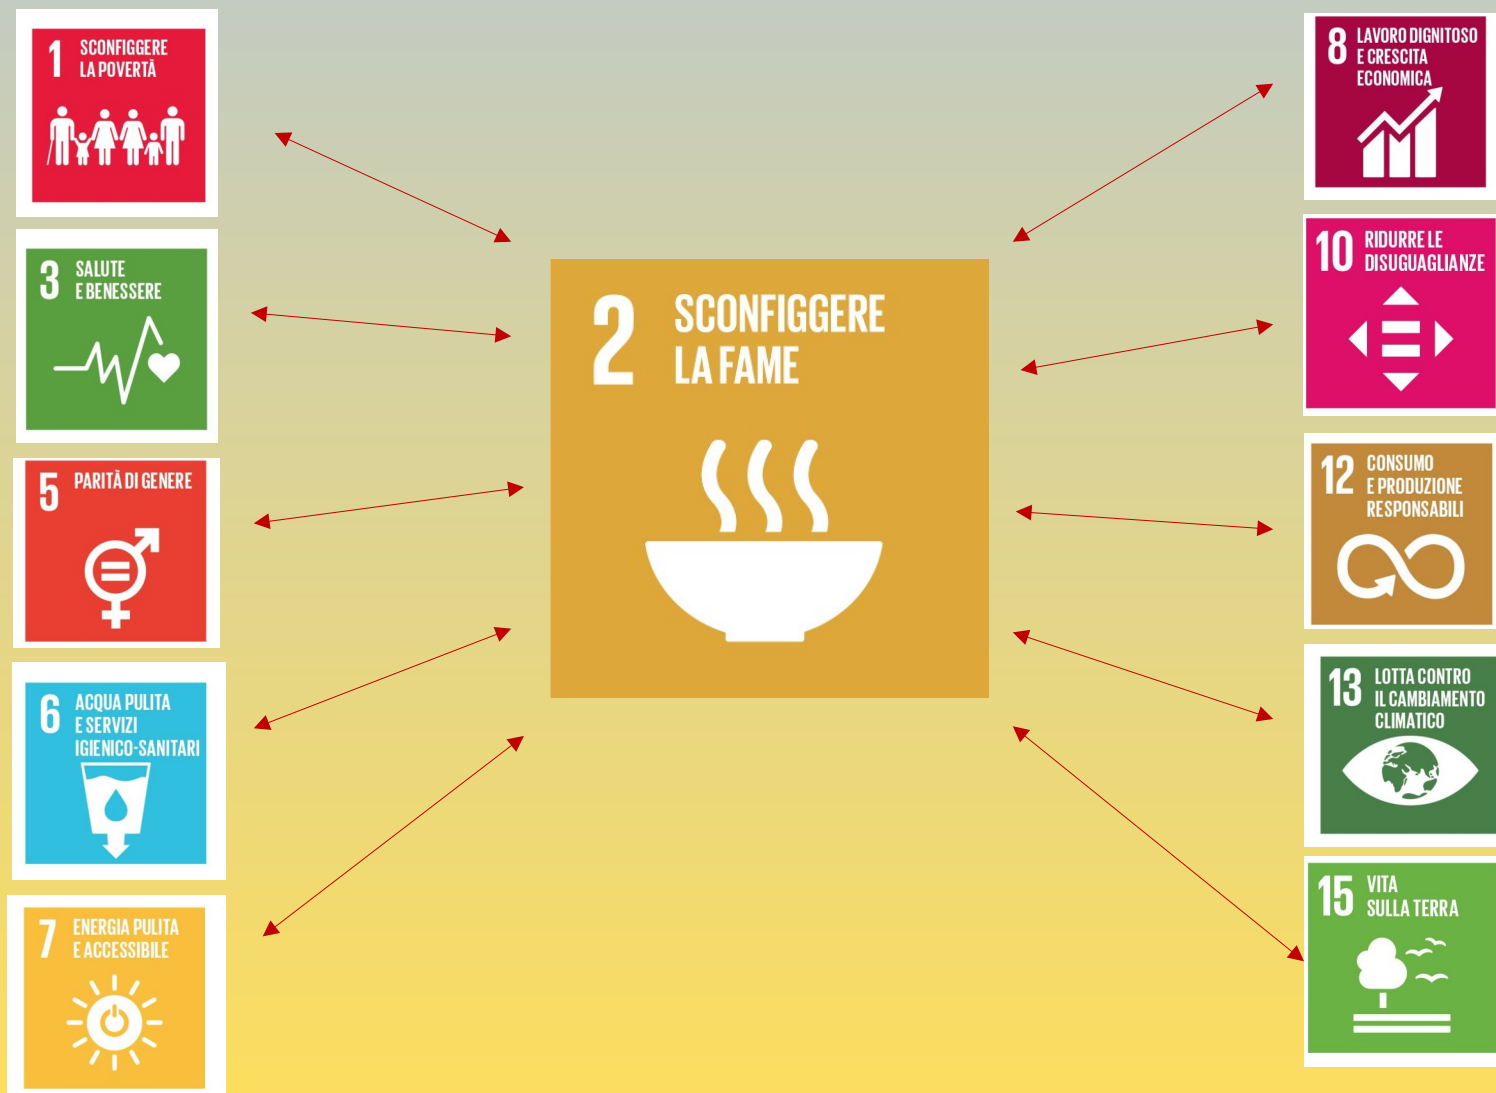 1 SCONFIGGERE
LA POVERTÀ
3 SALUTE
E BENESSERE
5 PARITÀ DI GENERE
6 ACQUA PULITA
E SERVIZI
IGIENICO-SANITARI
7 ENERGIA PULITA
E ACCESSIBILE
2 SCONFIGGERE
LA FAME
8 LAVORO DIGNITOSO
E CRESCITA
ECONOMICA
10 RIDURRE LE
DISUGUAGLIANZE
12 CONSUMO
E PRODUZIONE
RESPONSABILI
13 LOTTA CONTRO
IL CAMBIAMENTO
CLIMATICO
15 VITA
SULLA TERRA